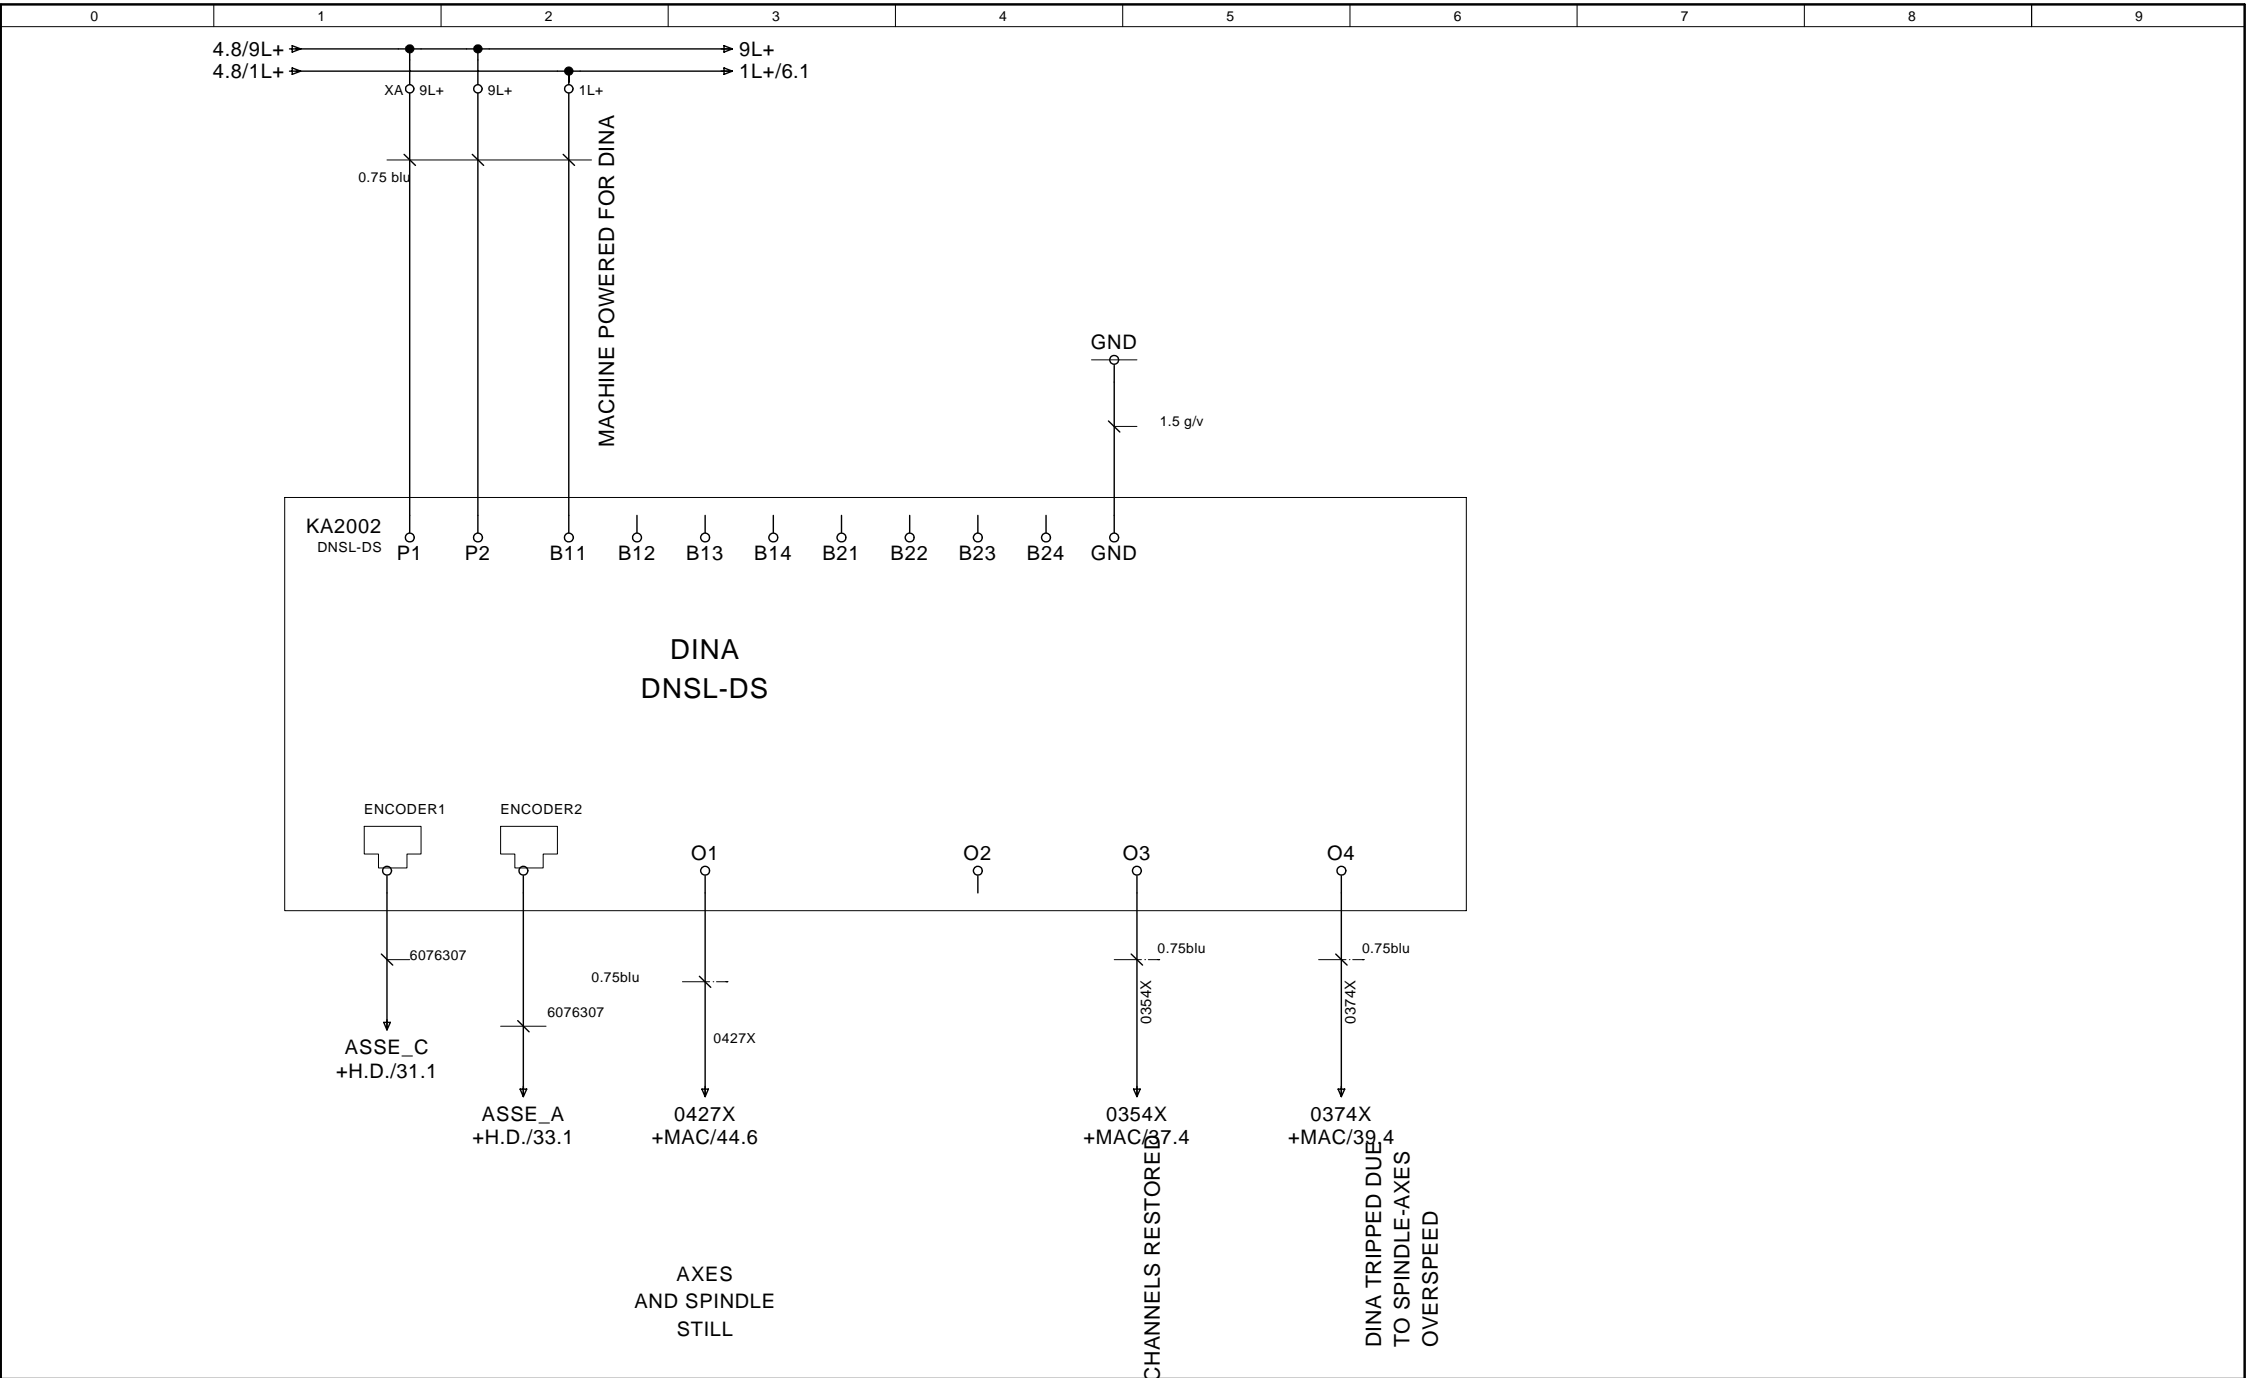 0 1 2 3 4 5 6 7 8 9
4.8/9L+ 9L+
4.8/1L+ 1L+/6.1
XA 9L+ 9L+ 1L+
0.75 blu
MACHINE POWERED FOR DINA
GND
1.5 g/v
KA2002
DNSL-DS
P1 P2 B11 B12 B13 B14 B21 B22 B23 B24 GND
DINA
DNSL-DS
ENCODER1 ENCODER2
O1 O2 O3 O4
6076307
6076307
0.75blu
0427X
0.75blu
0354X
0.75blu
0374X
ASSE_C
+H.D./31.1
ASSE_A
+H.D./33.1
0427X
+MAC/44.6
0354X
+MAC/37.4
0374X
+MAC/39.4
AXES
AND SPINDLE
STILL
CHANNELS RESTORED
DINA TRIPPED DUE
TO SPINDLE-AXES
OVERSPEED